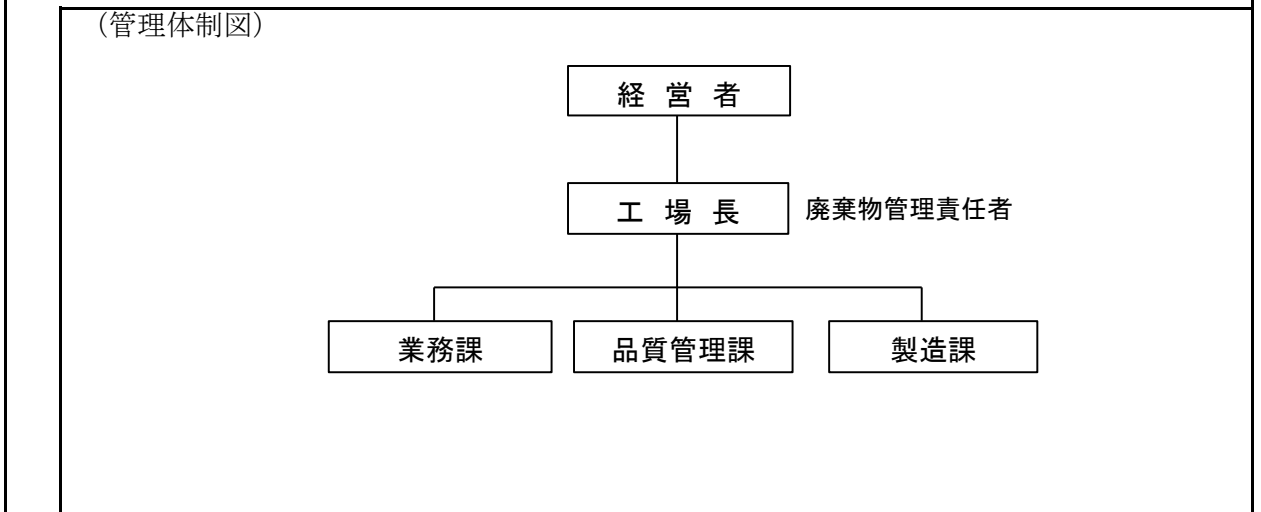 （管理体制図）
経 営 者
工 場 長 廃棄物管理責任者
業務課 品質管理課 製造課